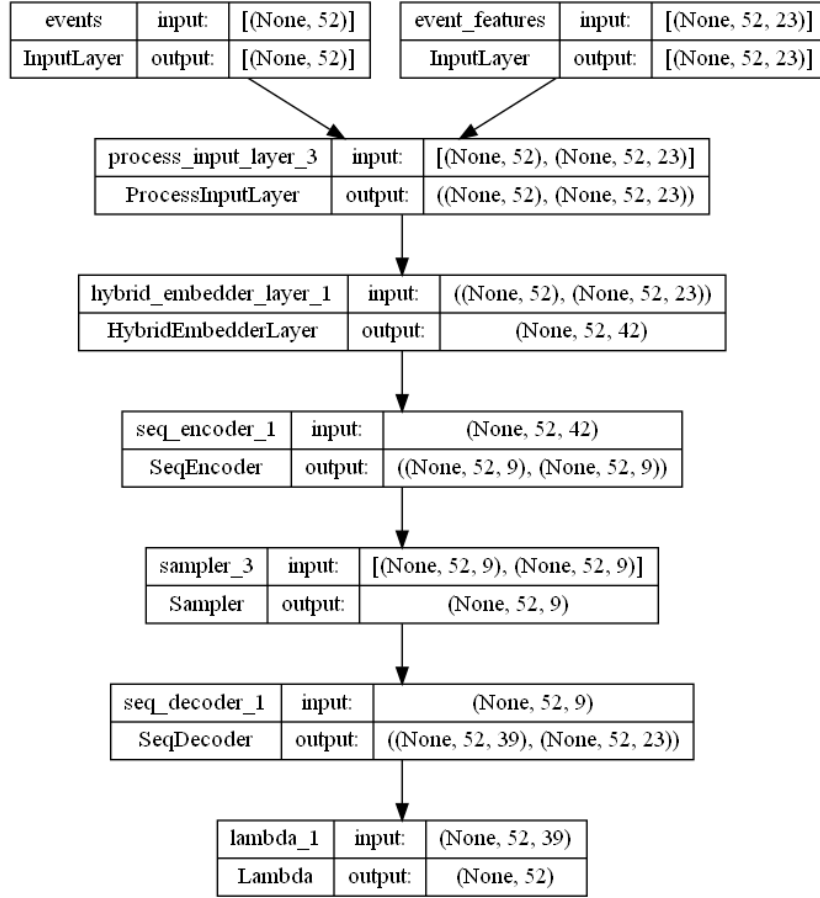 events input: [(None, 52)]
InputLayer output: [(None, 52)]
event_features input: [(None, 52, 23)]
InputLayer output: [(None, 52, 23)]
process_input_layer_3 input: [(None, 52), (None, 52, 23)]
ProcessInputLayer output: ((None, 52), (None, 52, 23))
hybrid_embedder_layer_1 input: ((None, 52), (None, 52, 23))
HybridEmbedderLayer output: (None, 52, 42)
seq_encoder_1 input: (None, 52, 42)
SeqEncoder output: ((None, 52, 9), (None, 52, 9))
sampler_3 input: [(None, 52, 9), (None, 52, 9)]
Sampler output: (None, 52, 9)
seq_decoder_1 input: (None, 52, 9)
SeqDecoder output: ((None, 52, 39), (None, 52, 23))
lambda_1 input: (None, 52, 39)
Lambda output: (None, 52)